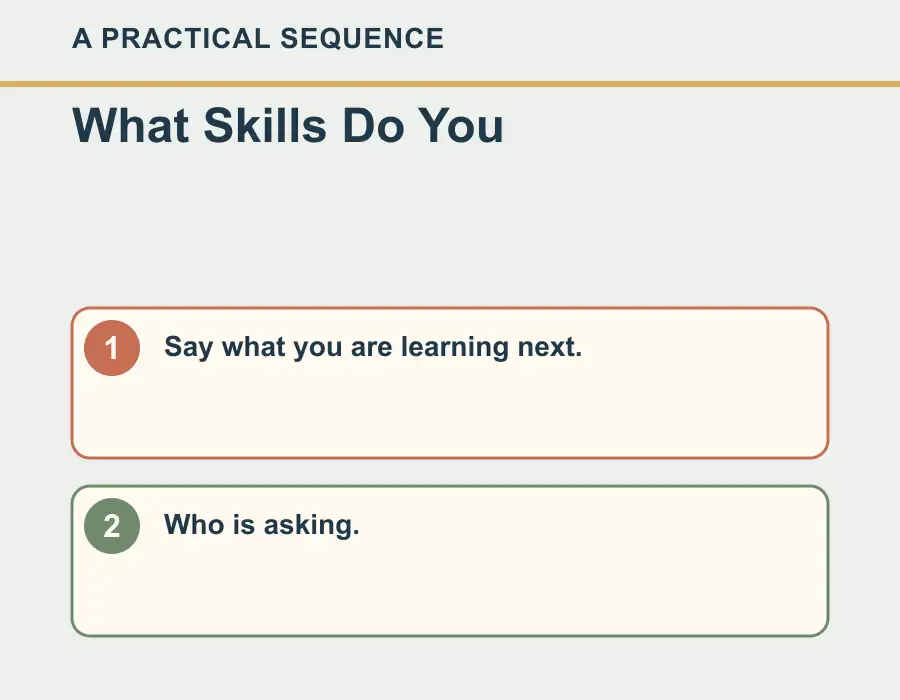 A PRACTICAL SEQUENCE
What Skills Do You
1 Say what you are learning next.
2 Who is asking.